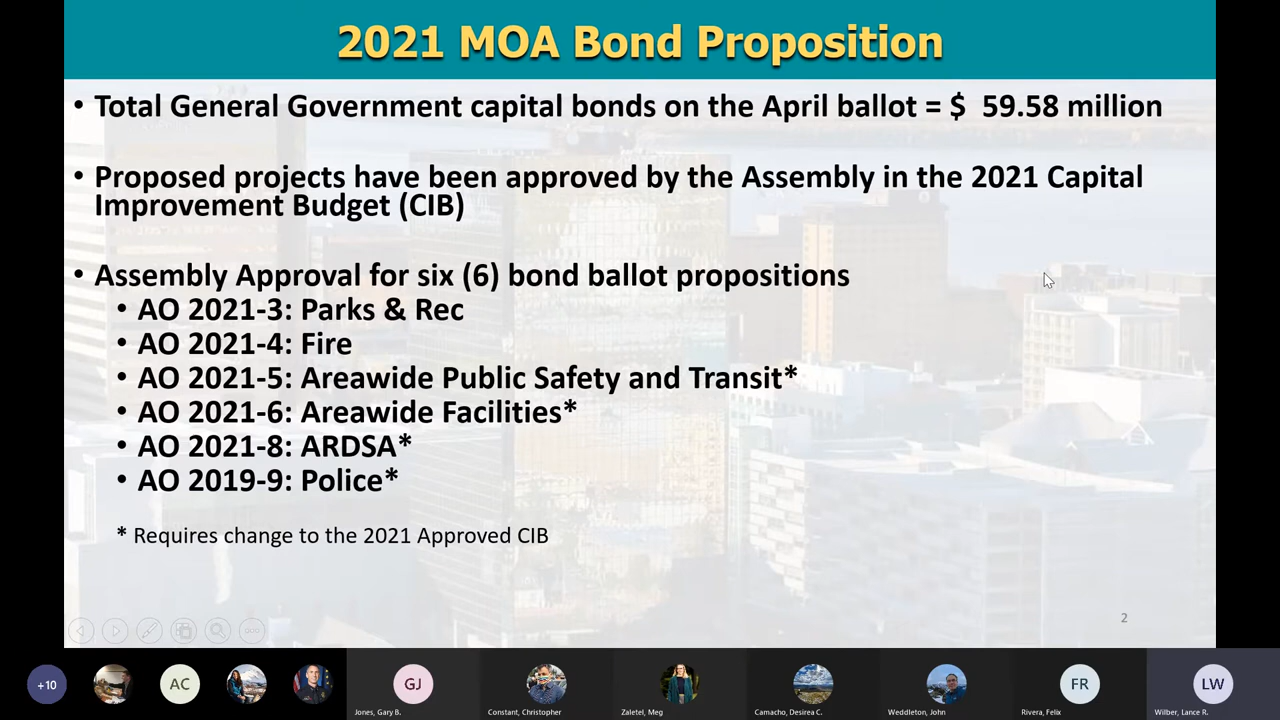 2021 MOA Bond Proposition
• Total General Government capital bonds on the April ballot = $ 59.58 million
• Proposed projects have been approved by the Assembly in the 2021 Capital
Improvement Budget (CIB)
• Assembly Approval for six (6) bond ballot propositions
• AO 2021-3: Parks & Rec
• AO 2021-4: Fire
• AO 2021-5: Areawide Public Safety and Transit*
• AO 2021-6: Areawide Facilities*
• AO 2021-8: ARDSA*
• AO 2019-9: Police*
* Requires change to the 2021 Approved CIB
2
+10
AC
GJ
FR
LW
Jones, Gary B.
Constant, Christopher
Zaletel, Meg
Camacho, Desirea C.
Weddleton, John
Rivera, Felix
Wilber, Lance R.